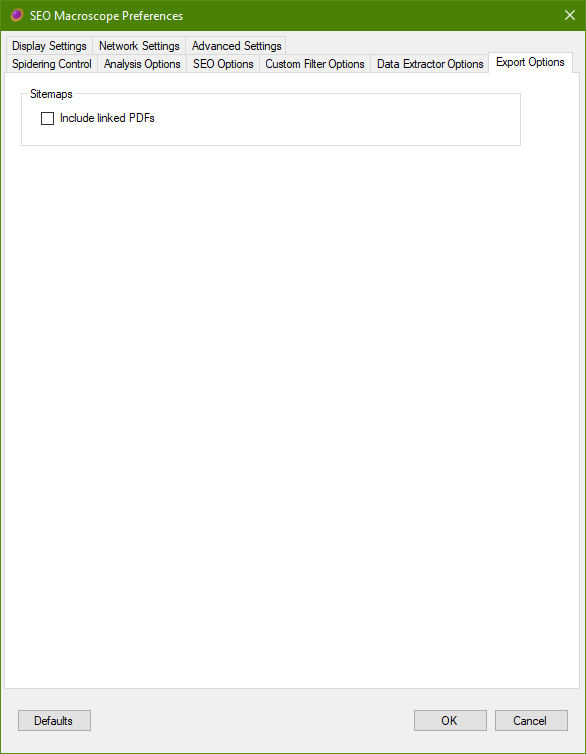 SEO Macroscope Preferences
Display Settings Network Settings Advanced Settings
Spidering Control Analysis Options SEO Options Custom Filter Options Data Extractor Options Export Options
Sitemaps
Include linked PDFs
Defaults OK Cancel